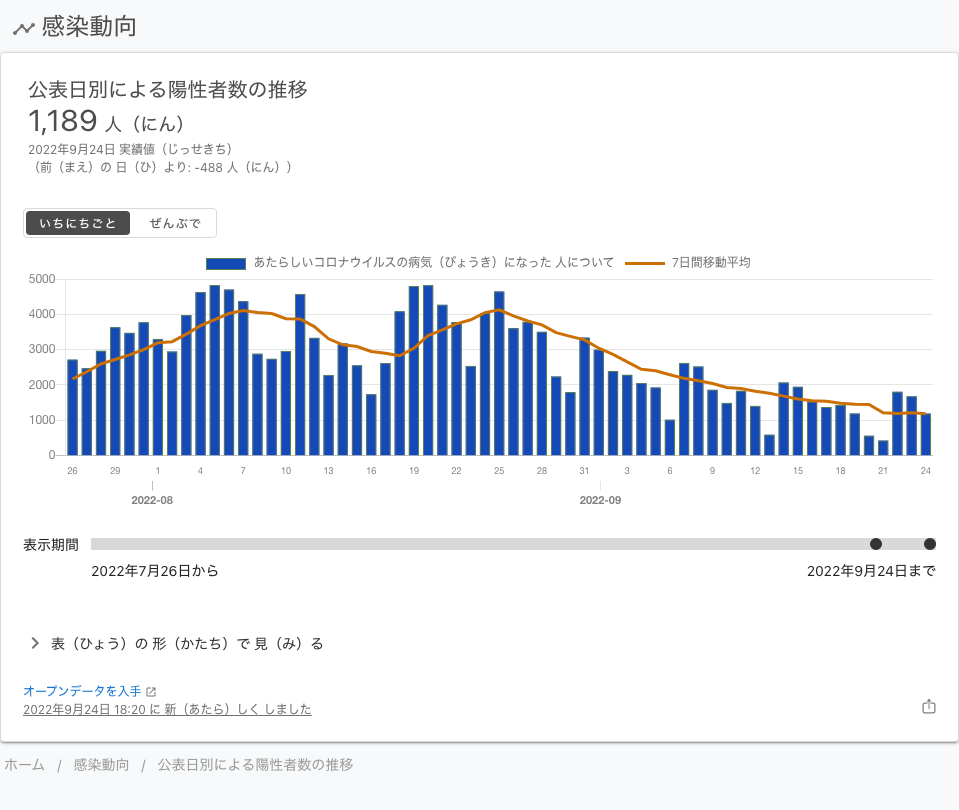 感染動向
公表日別による陽性者数の推移
1,189 人（にん）
2022年9月24日 実績値（じっせきち）
（前（まえ）の 日（ひ）より: -488 人（にん））
いちにちごと ぜんぶで
あたらしいコロナウイルスの病気（びょうき）になった 人について 7日間移動平均
5000
4000
3000
2000
1000
0
26 29 1 4 7 10 13 16 19 22 25 28 31 3 6 9 12 15 18 21 24
2022-08 2022-09
表示期間
2022年7月26日から 2022年9月24日まで
表（ひょう）の 形（かたち）で 見（み）る
オープンデータを入手
2022年9月24日 18:20 に 新（あたら）しく しました
ホーム / 感染動向 / 公表日別による陽性者数の推移